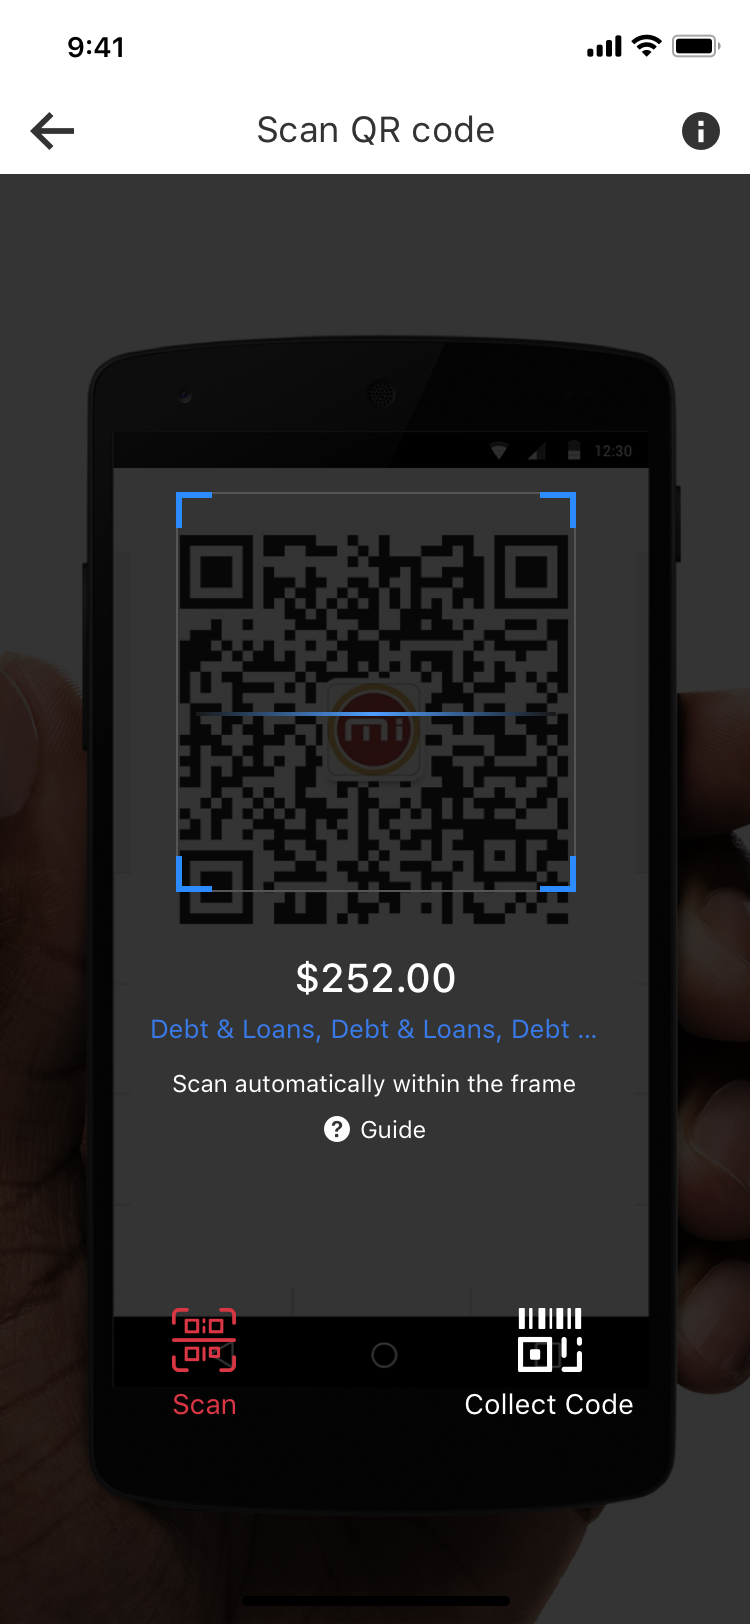 9:41
Scan QR code
12:30
mi
$252.00
Debt & Loans, Debt & Loans, Debt ...
Scan automatically within the frame
Guide
Scan
Collect Code